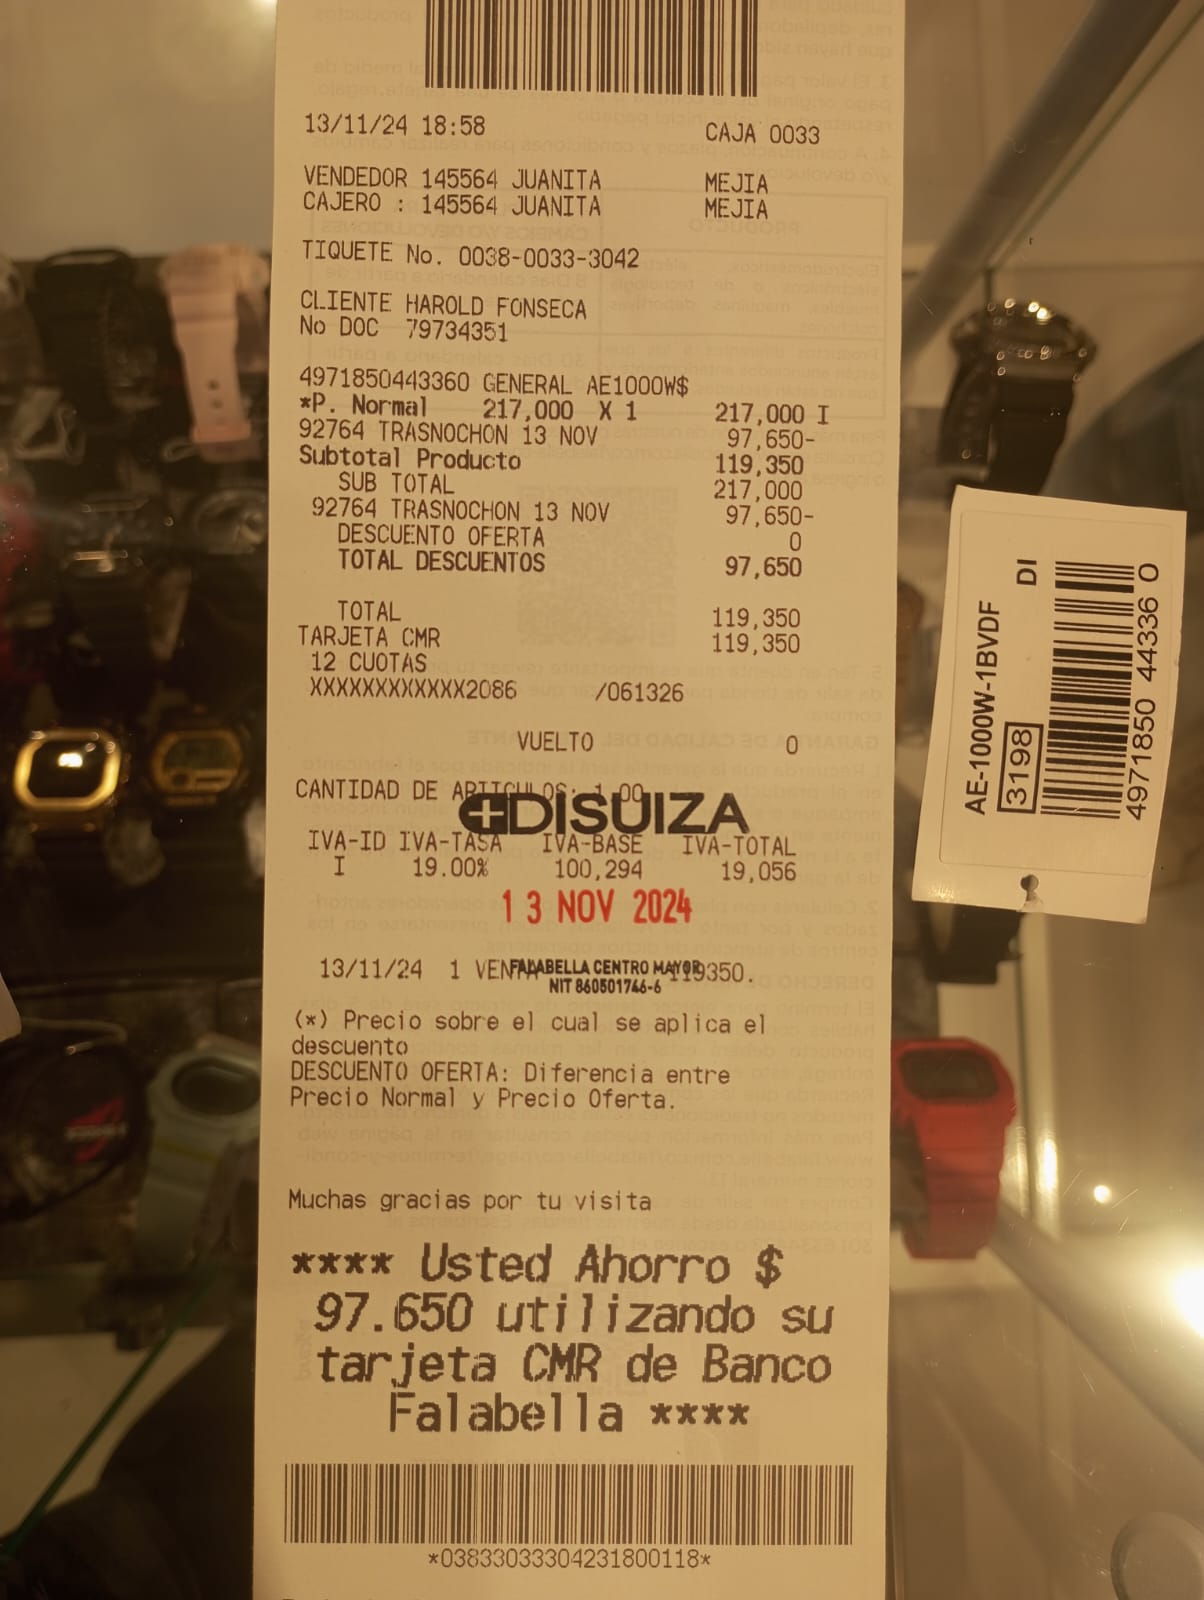 13/11/24 18:58 CAJA 0033
VENDEDOR 145564 JUANITA MEJIA
CAJERO : 145564 JUANITA MEJIA
TIQUETE No. 0038-0033-3042
CLIENTE HAROLD FONSECA
No DOC 79734351
4971850443360 GENERAL AE1000W$
*P. Normal 217,000 X 1 217,000 I
92764 TRASNOCHON 13 NOV 97,650-
Subtotal Producto 119,350
SUB TOTAL 217,000
92764 TRASNOCHON 13 NOV 97,650-
DESCUENTO OFERTA 0
TOTAL DESCUENTOS 97,650
TOTAL 119,350
TARJETA CMR 119,350
12 CUOTAS
XXXXXXXXXXXX2086 /061326
VUELTO 0
CANTIDAD DE ARTICULOS: 1.00
DISUIZA
IVA-ID IVA-TASA IVA-BASE IVA-TOTAL
I 19.00% 100,294 19,056
13 NOV 2024
13/11/24 1 119350.
FALABELLA CENTRO MAYOR
NIT 860501746-6
(*) Precio sobre el cual se aplica el
descuento
DESCUENTO OFERTA: Diferencia entre
Precio Normal y Precio Oferta.
Muchas gracias por tu visita
**** Usted Ahorro $
97.650 utilizando su
tarjeta CMR de Banco
Falabella ****
*03833033304231800118*
AE-1000W-1BVDF DI
3198
4971850 44336 0